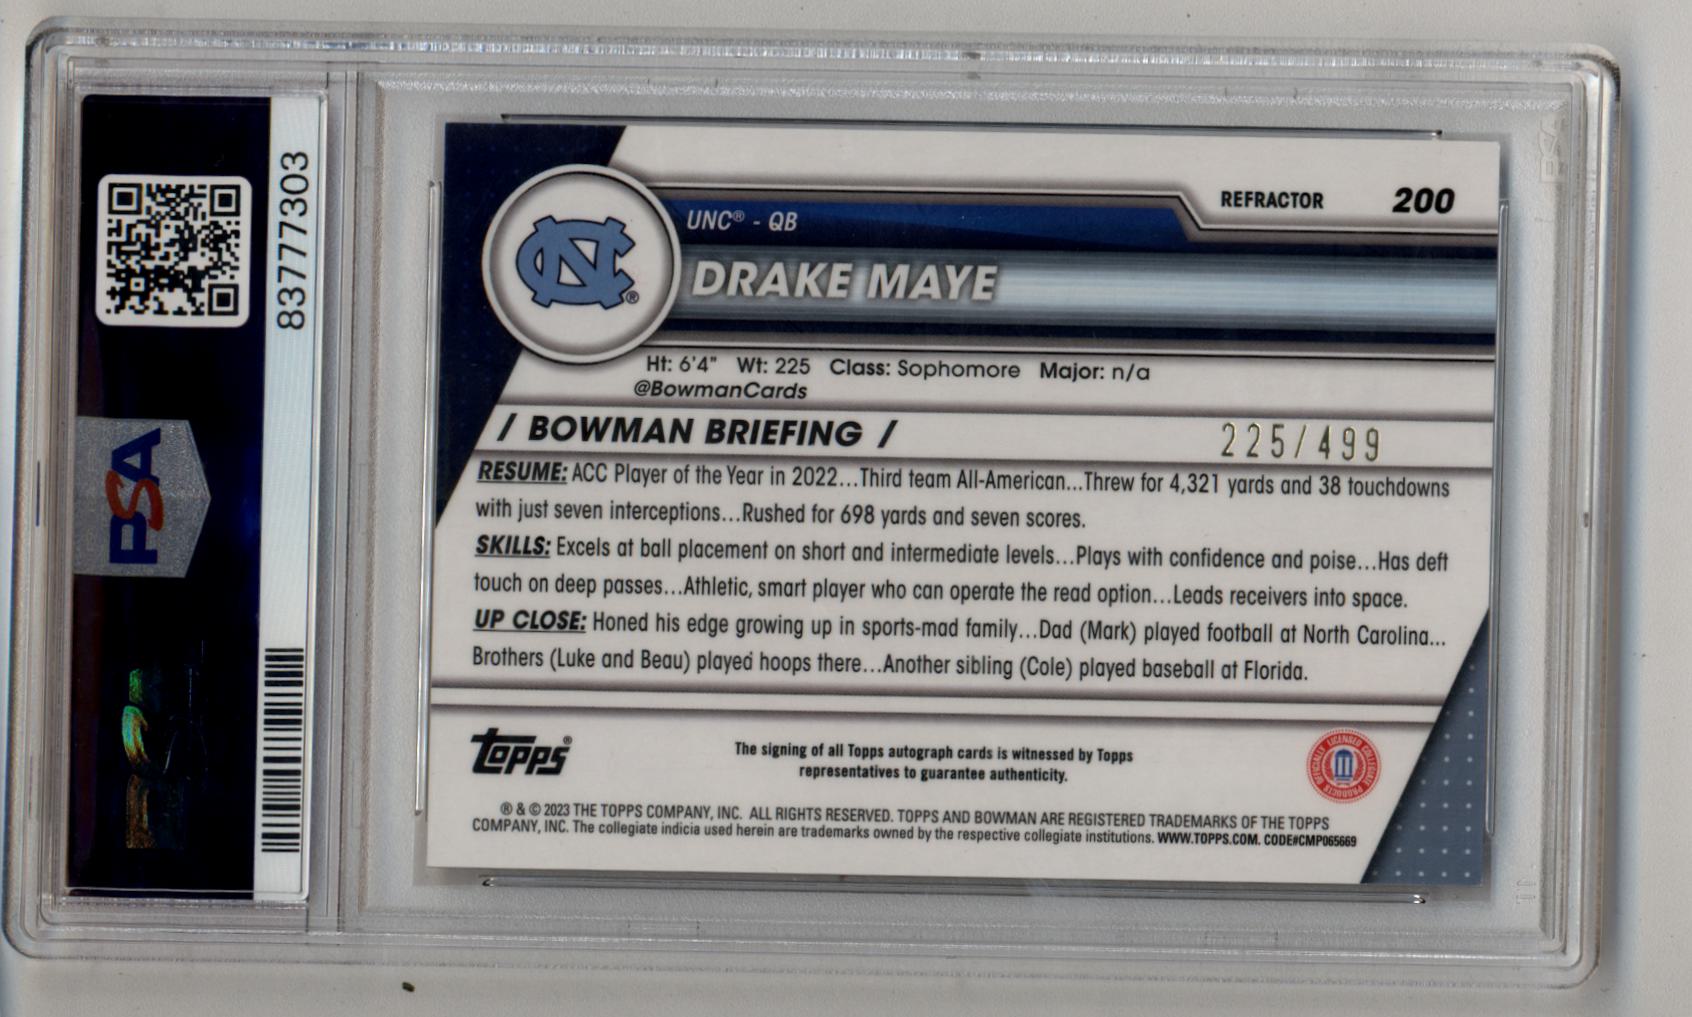 83777303
PSA
REFRACTOR 200
UNC® - QB
NC®
DRAKE MAYE
Ht: 6'4" Wt: 225 Class: Sophomore Major: n/a
@BowmanCards
/ BOWMAN BRIEFING /
225/499
RESUME: ACC Player of the Year in 2022...Third team All-American...Threw for 4,321 yards and 38 touchdowns
with just seven interceptions...Rushed for 698 yards and seven scores.
SKILLS: Excels at ball placement on short and intermediate levels...Plays with confidence and poise...Has deft
touch on deep passes...Athletic, smart player who can operate the read option...Leads receivers into space.
UP CLOSE: Honed his edge growing up in sports-mad family...Dad (Mark) played football at North Carolina...
Brothers (Luke and Beau) played hoops there...Another sibling (Cole) played baseball at Florida.
Topps®
The signing of all Topps autograph cards is witnessed by Topps
representatives to guarantee authenticity.
OFFICIALLY LICENSED COLLEGIATE PRODUCTS
® & © 2023 THE TOPPS COMPANY, INC. ALL RIGHTS RESERVED. TOPPS AND BOWMAN ARE REGISTERED TRADEMARKS OF THE TOPPS
COMPANY, INC. The collegiate indicia used herein are trademarks owned by the respective collegiate institutions. WWW.TOPPS.COM. CODE#CMP065669